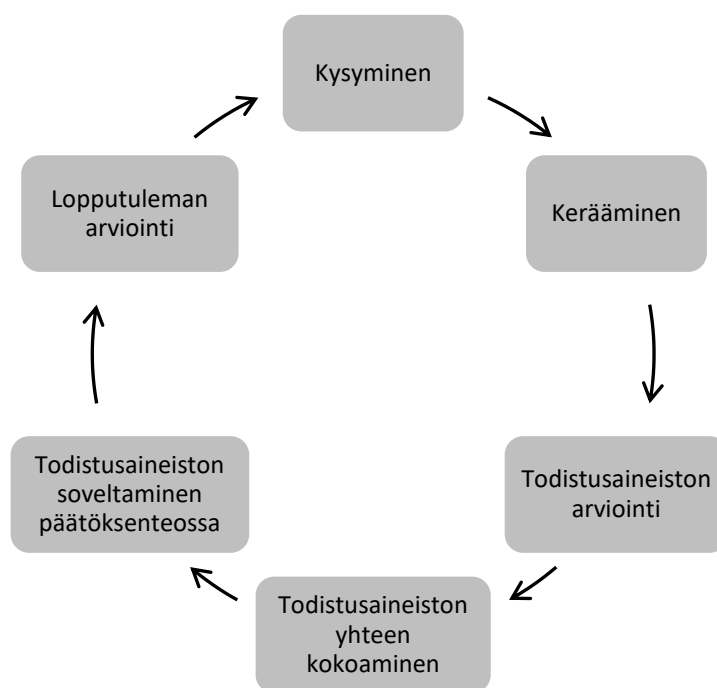 Kysyminen
Kerääminen
Todistusaineiston
arviointi
Todistusaineiston
yhteen
kokoaminen
Todistusaineiston
soveltaminen
päätöksenteossa
Lopputuleman
arviointi